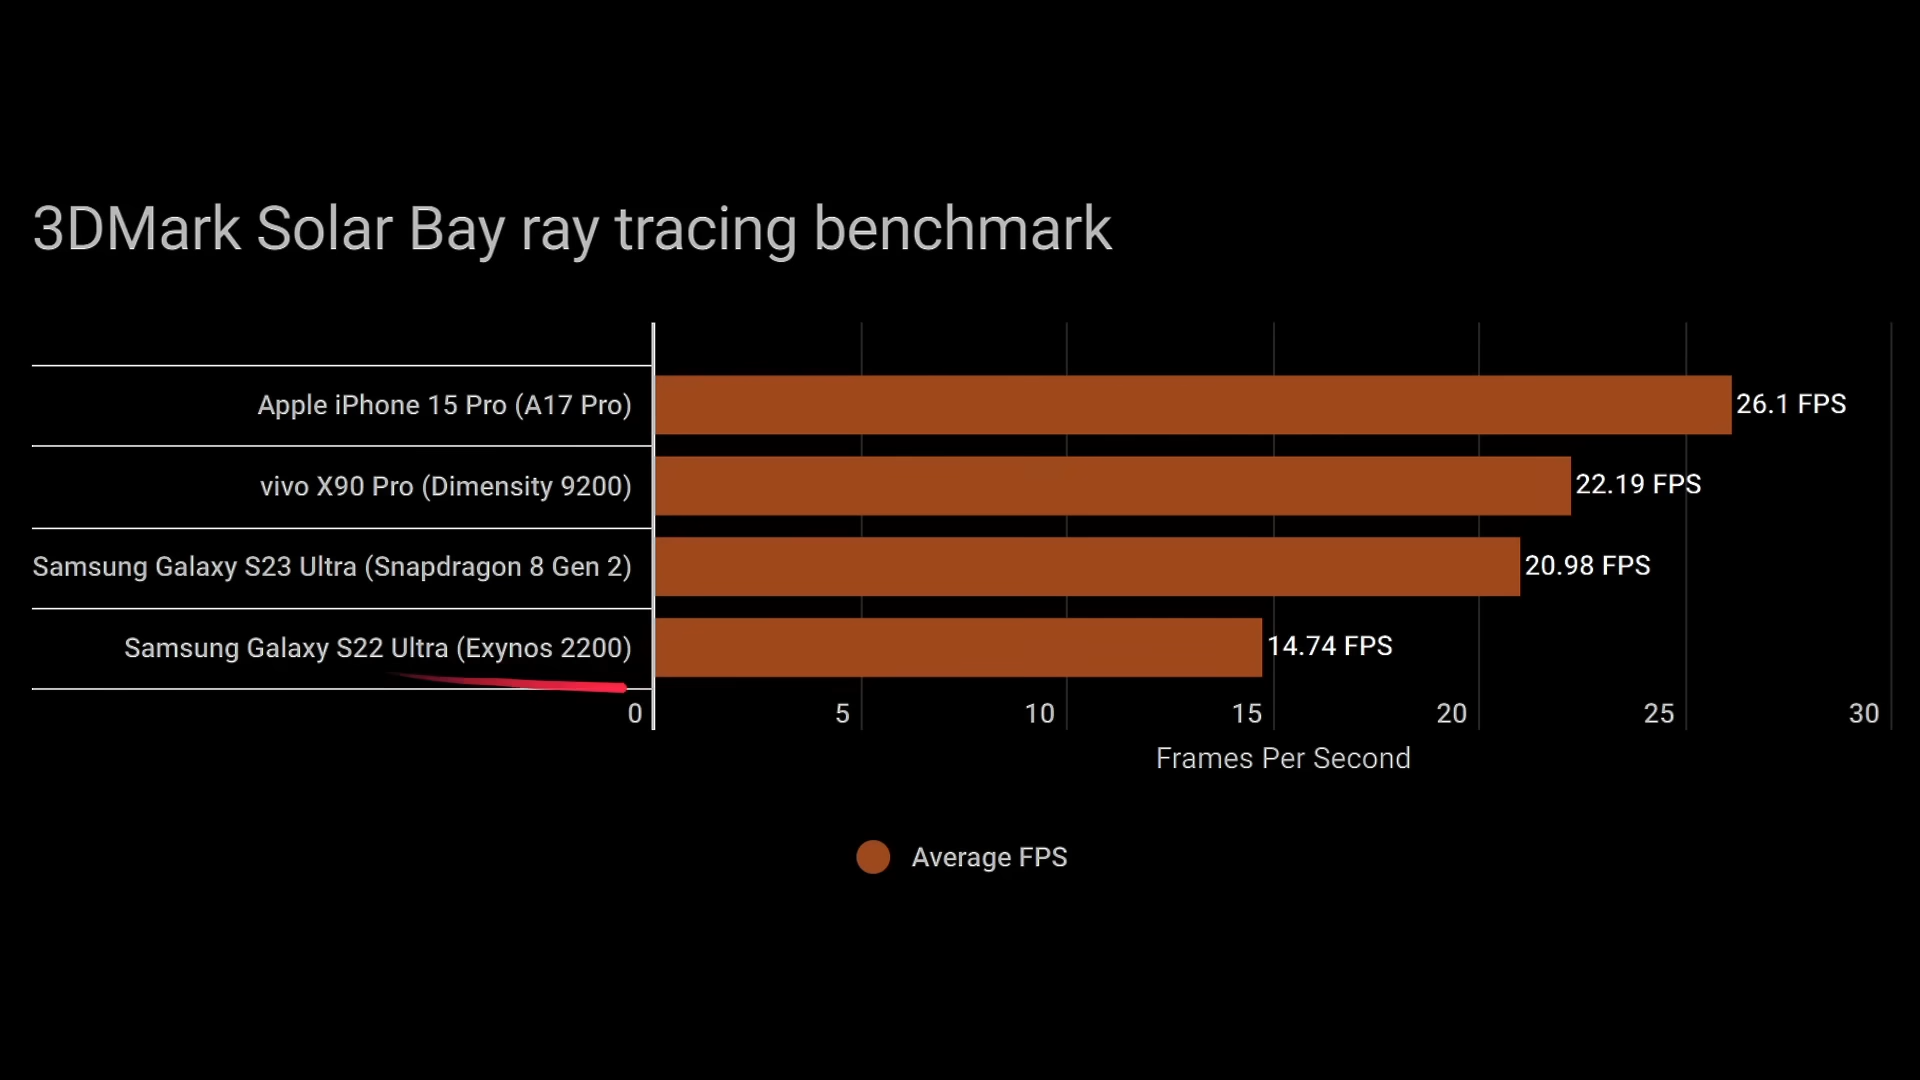 3DMark Solar Bay ray tracing benchmark
Apple iPhone 15 Pro (A17 Pro) 26.1 FPS
vivo X90 Pro (Dimensity 9200) 22.19 FPS
Samsung Galaxy S23 Ultra (Snapdragon 8 Gen 2) 20.98 FPS
Samsung Galaxy S22 Ultra (Exynos 2200) 14.74 FPS
0 5 10 15 20 25 30
Frames Per Second
Average FPS